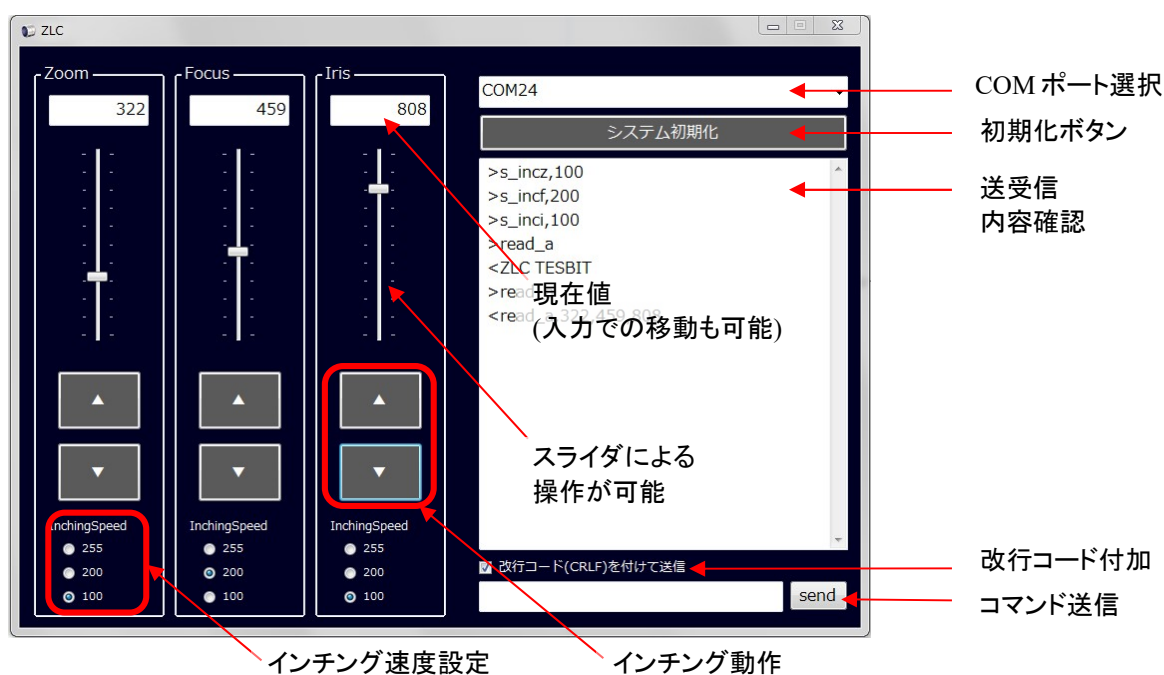 ZLC
Zoom
322
InchingSpeed
255
200
100
Focus
459
InchingSpeed
255
200
100
Iris
808
InchingSpeed
255
200
100
COM24
システム初期化
>s_incz,100
>s_incf,200
>s_inci,100
>read_a
<ZLC TESBIT
>read
<read_a,322,459,808
改行コード(CRLF)を付けて送信
send
COM ポート選択
初期化ボタン
送受信
内容確認
現在値
(入力での移動も可能)
スライダによる
操作が可能
改行コード付加
コマンド送信
インチング速度設定
インチング動作